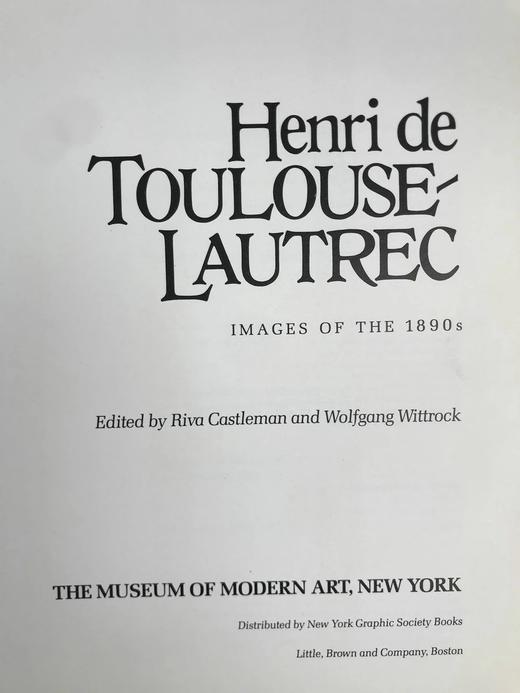 Henri de
TOULOUSE-
LAUTREC
IMAGES OF THE 1890s
Edited by Riva Castleman and Wolfgang Wittrock
THE MUSEUM OF MODERN ART, NEW YORK
Distributed by New York Graphic Society Books
Little, Brown and Company, Boston